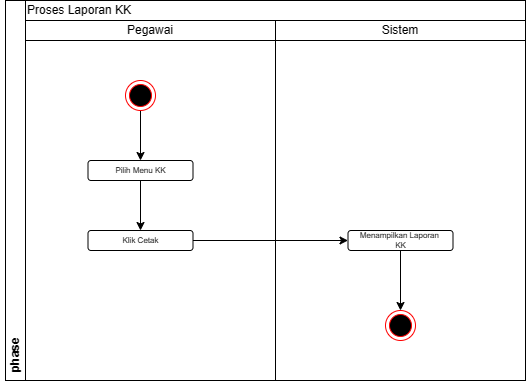 Proses Laporan KK
Pegawai
Sistem
Pilih Menu KK
Klik Cetak
Menampilkan Laporan
KK
phase